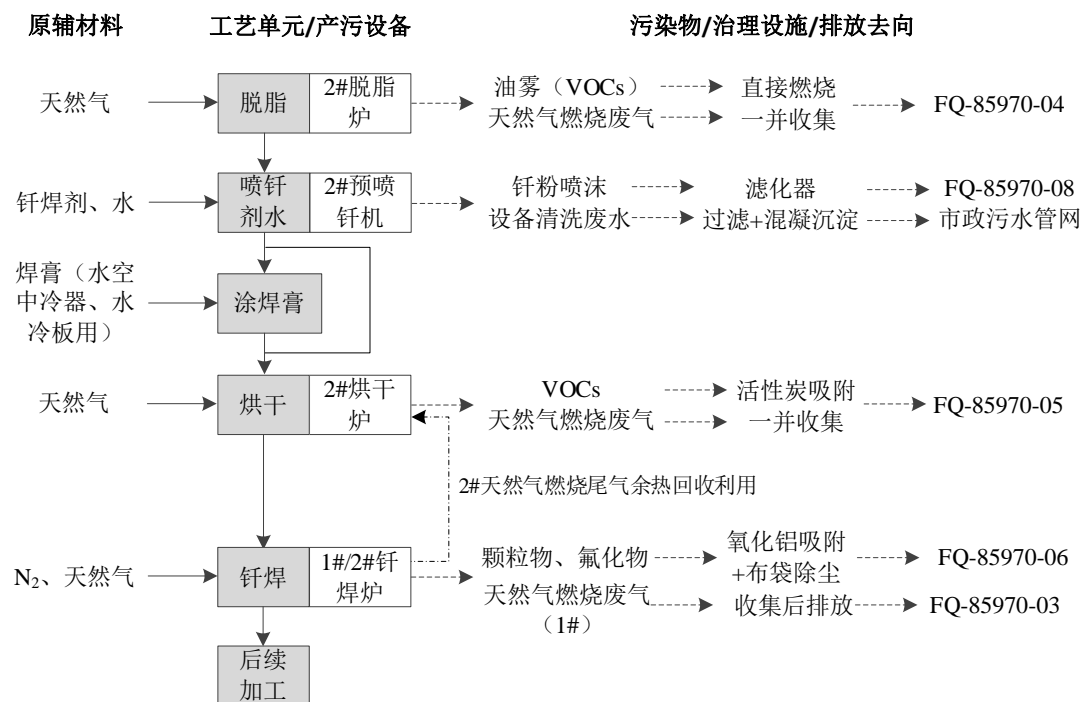 原辅材料
工艺单元/产污设备
污染物/治理设施/排放去向
天然气
脱脂
2#脱脂
炉
油雾（VOCs）
直接燃烧
天然气燃烧废气
一并收集
FQ-85970-04
钎焊剂、水
喷钎
剂水
2#预喷
钎机
钎粉喷沫
滤化器
FQ-85970-08
设备清洗废水
过滤+混凝沉淀
市政污水管网
焊膏（水空
中冷器、水
冷板用）
涂焊膏
天然气
烘干
2#烘干
炉
VOCs
活性炭吸附
天然气燃烧废气
一并收集
FQ-85970-05
2#天然气燃烧尾气余热回收利用
N₂、天然气
钎焊
1#/2#钎
焊炉
颗粒物、氟化物
氧化铝吸附
+布袋除尘
FQ-85970-06
天然气燃烧废气
（1#）
收集后排放
FQ-85970-03
后续
加工